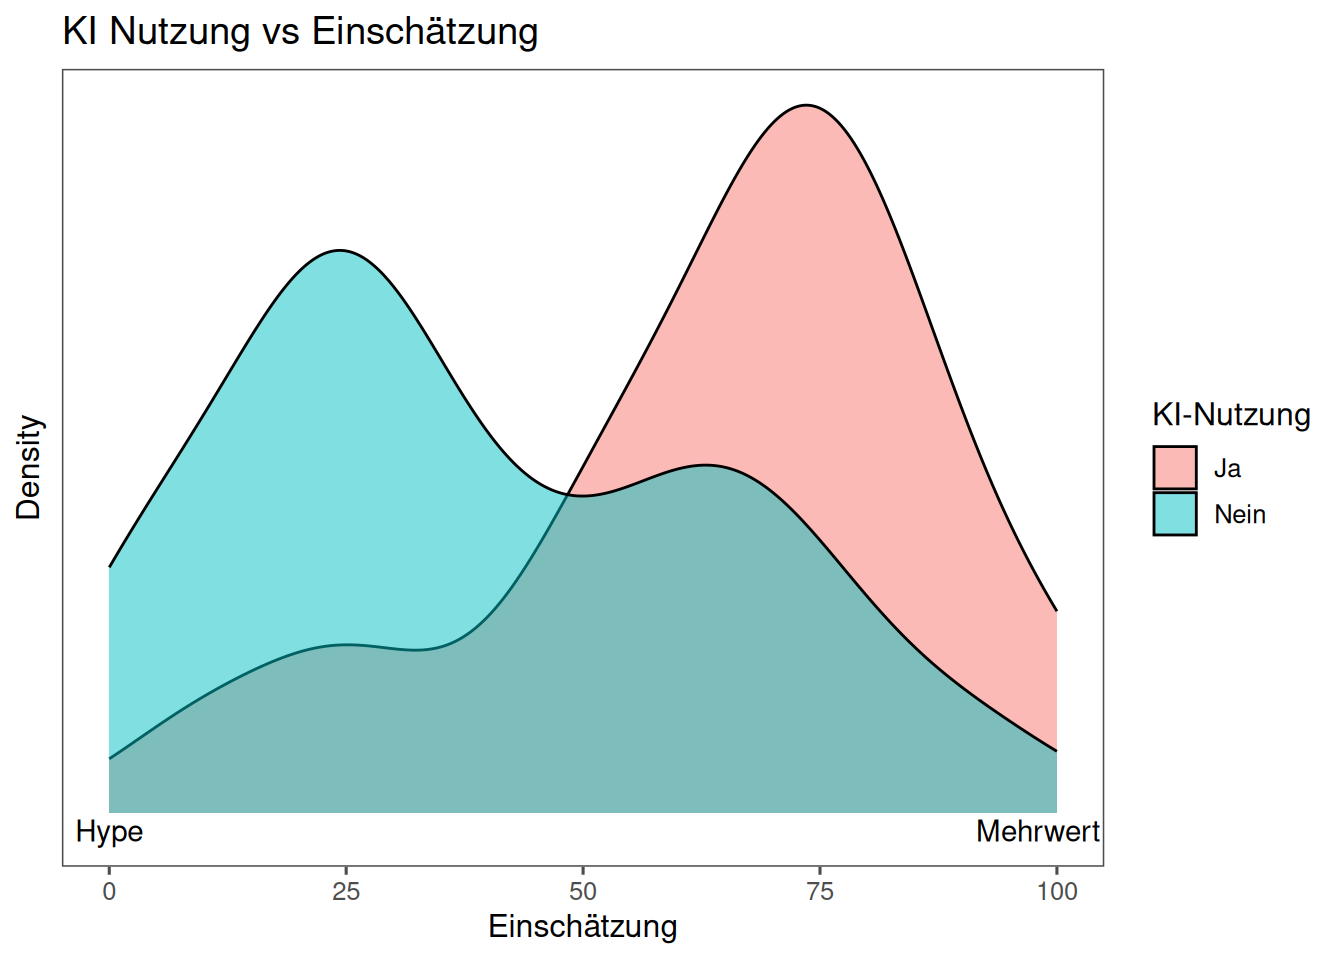 KI Nutzung vs Einschätzung
Density
KI-Nutzung
Ja
Nein
Hype
Mehrwert
0 25 50 75 100
Einschätzung